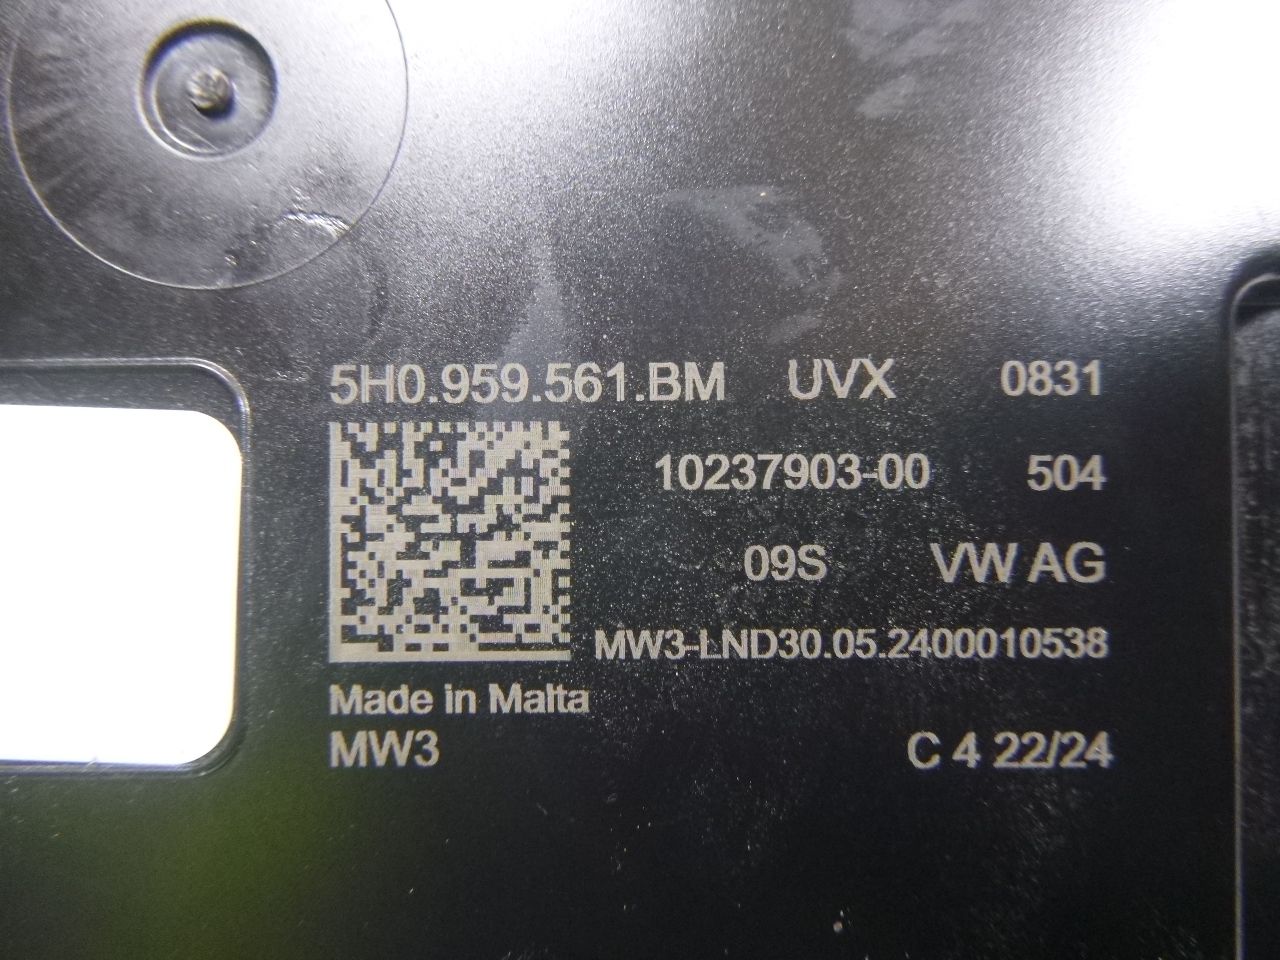 5H0.959.561.BM UVX 0831
10237903-00 504
09S VW AG
MW3-LND30.05.2400010538
Made in Malta
MW3 C 4 22/24